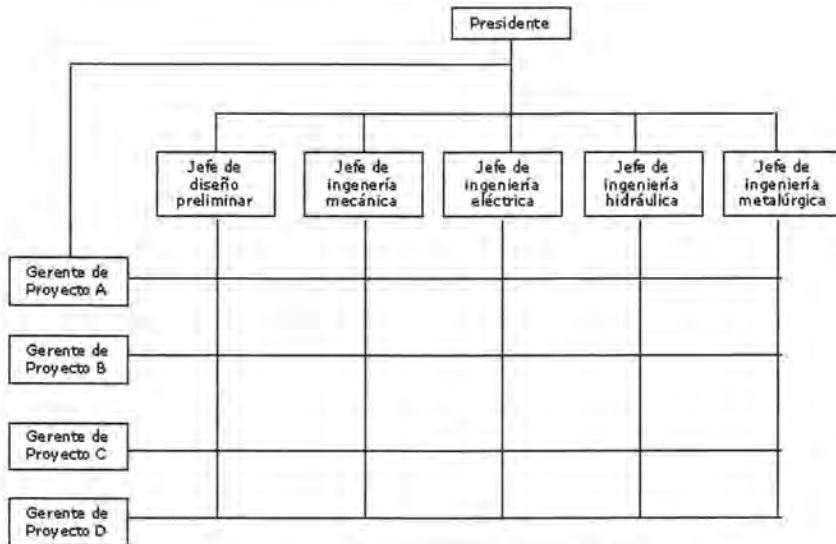 Presidente
Jefe de
diseño
preliminar
Jefe de
ingenería
mecánica
Jefe de
ingeniería
eléctrica
Jefe de
ingeniería
hidráulica
Jefe de
ingeniería
metalúrgica
Gerente de
Proyecto A
Gerente de
Proyecto B
Gerente de
Proyecto C
Gerente de
Proyecto D